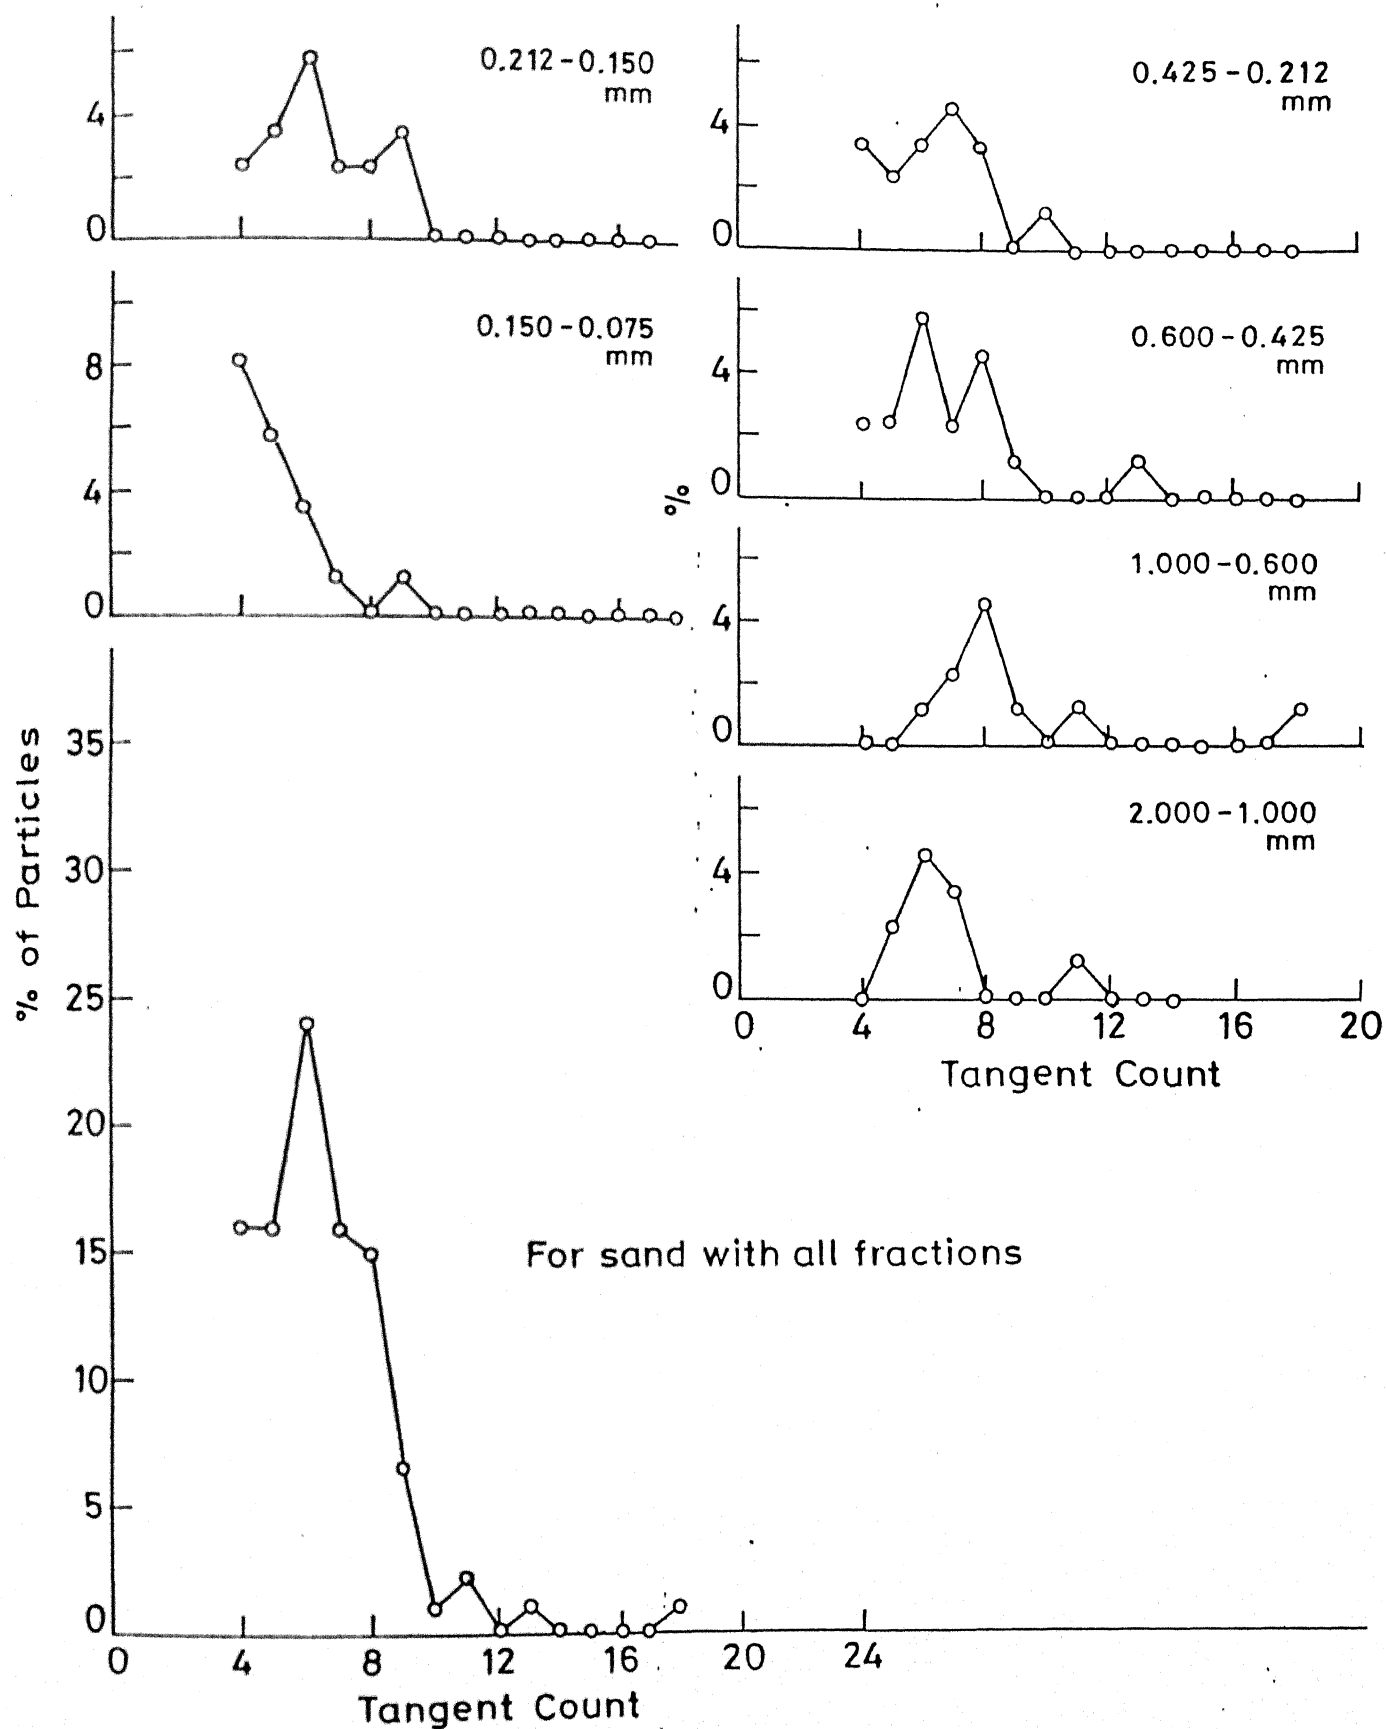 0.212-0.150
mm
4
0
0.150-0.075
mm
8
4
0
% of Particles
35
30
25
20
15
10
5
0
For sand with all fractions
0 4 8 12 16 20 24
Tangent Count
%
0.425-0.212
mm
4
0
0.600-0.425
mm
4
0
1.000-0.600
mm
4
0
2.000-1.000
mm
4
0
0 4 8 12 16 20
Tangent Count